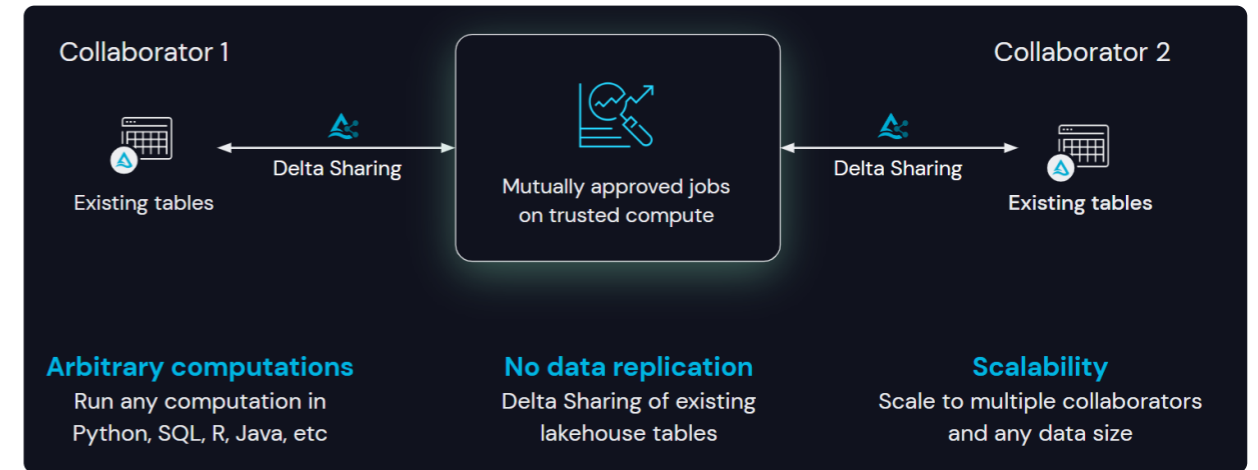 Collaborator 1
Collaborator 2
Delta Sharing
Existing tables
Mutually approved jobs
on trusted compute
Delta Sharing
Existing tables
Arbitrary computations
Run any computation in
Python, SQL, R, Java, etc
No data replication
Delta Sharing of existing
lakehouse tables
Scalability
Scale to multiple collaborators
and any data size